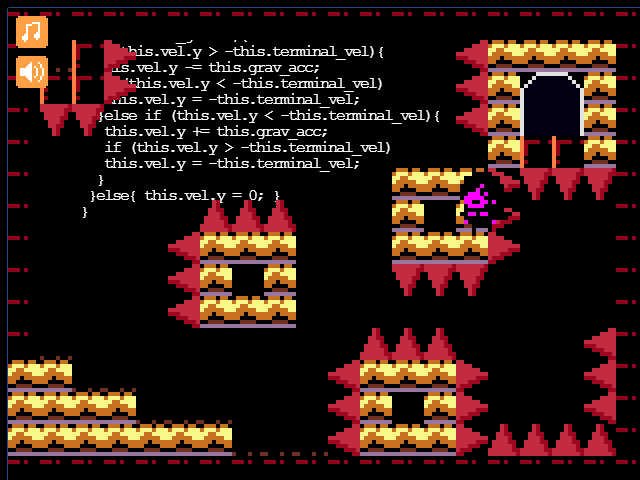 this.vel.y > -this.terminal_vel){
this.vel.y -= this.grav_acc;
(this.vel.y < -this.terminal_vel)
this.vel.y = -this.terminal_vel;
}else if (this.vel.y < -this.terminal_vel){
this.vel.y += this.grav_acc;
if (this.vel.y > -this.terminal_vel)
this.vel.y = -this.terminal_vel;
}
}else{ this.vel.y = 0; }
}